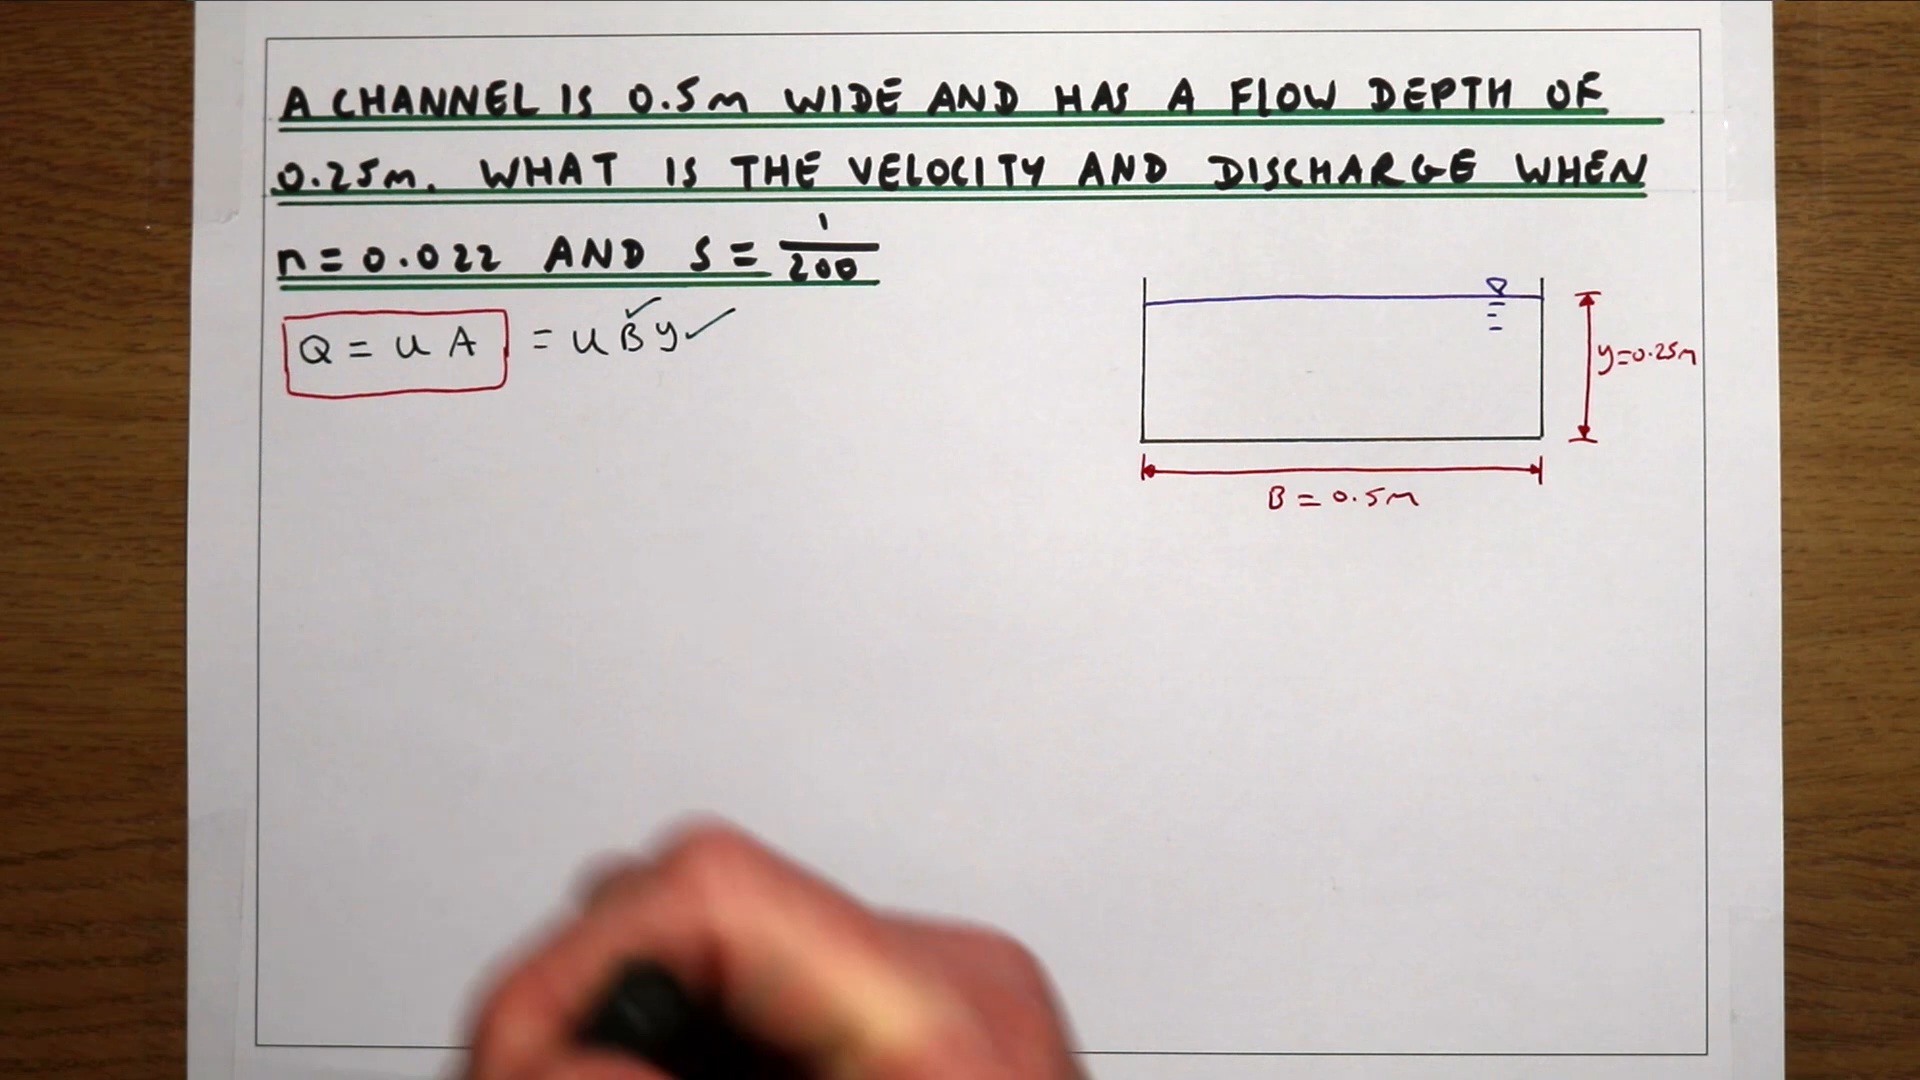 A CHANNEL IS 0.5m WIDE AND HAS A FLOW DEPTH OF
0.25m. WHAT IS THE VELOCITY AND DISCHARGE WHEN
n = 0.022 AND S = 1/200
Q = u A = u B y
y=0.25m
B = 0.5m